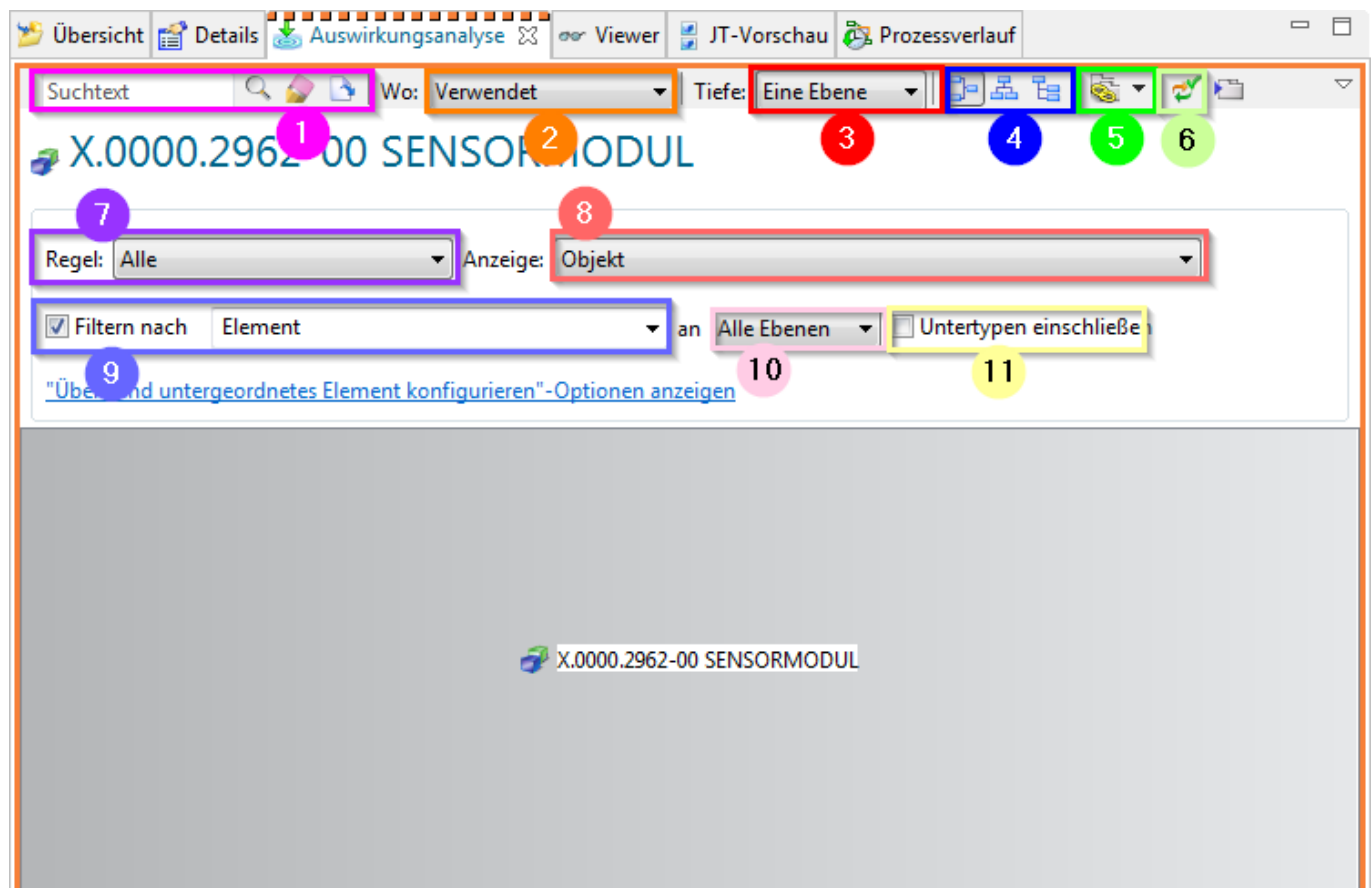 Übersicht Details Auswirkungsanalyse Viewer JT-Vorschau Prozessverlauf
Suchtext Wo: Verwendet Tiefe: Eine Ebene
1 2 3 4 5 6
X.0000.2962-00 SENSORMODUL
7 8
Regel: Alle Anzeige: Objekt
Filtern nach Element an Alle Ebenen Untertypen einschließen
9 10 11
"Über- und untergeordnetes Element konfigurieren"-Optionen anzeigen
X.0000.2962-00 SENSORMODUL